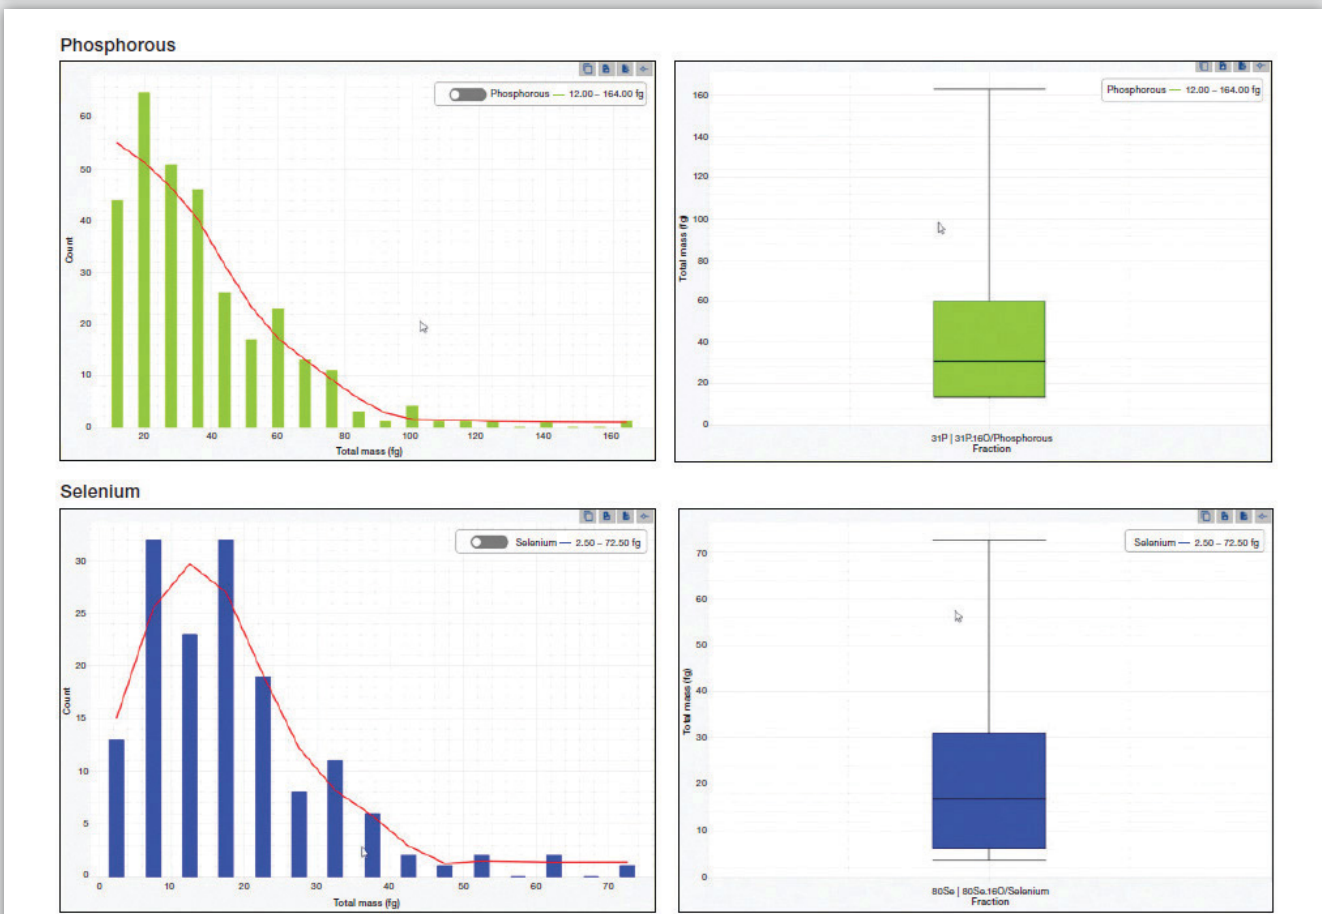 Phosphorous
Phosphorous — 12.00 – 164.00 fg
60
50
40
30
20
10
0
Count
20 40 60 80 100 120 140 160
Total mass (fg)
Phosphorous — 12.00 – 164.00 fg
160
140
120
100
80
60
40
20
0
Total mass (fg)
31P | 31P.16O/Phosphorous
Fraction
Selenium
Selenium — 2.50 – 72.50 fg
30
25
20
15
10
5
0
Count
0 10 20 30 40 50 60 70
Total mass (fg)
Selenium — 2.50 – 72.50 fg
70
60
50
40
30
20
10
0
Total mass (fg)
80Se | 80Se.16O/Selenium
Fraction